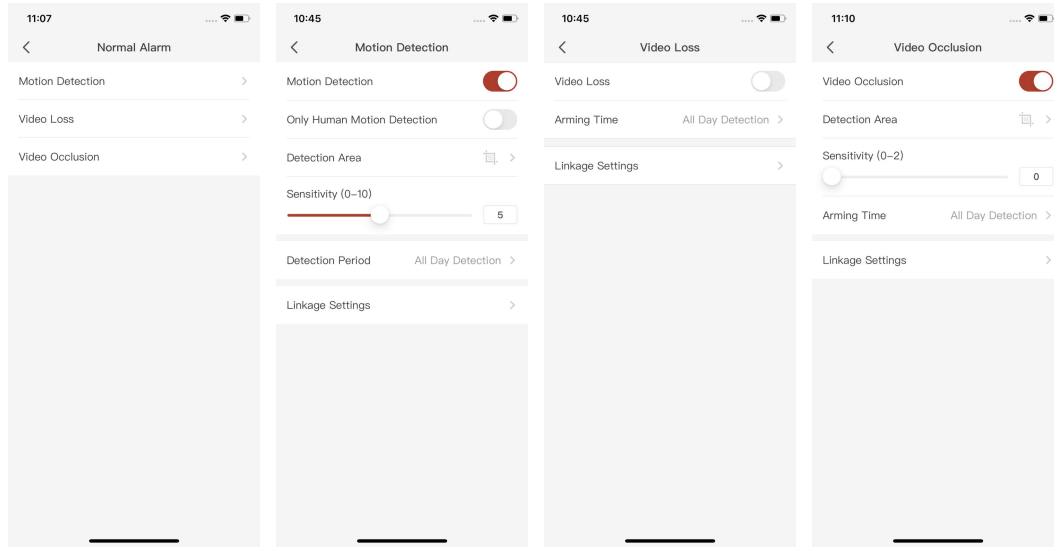 11:07
Normal Alarm
Motion Detection
Video Loss
Video Occlusion
10:45
Motion Detection
Motion Detection
Only Human Motion Detection
Detection Area
Sensitivity (0–10)
5
Detection Period All Day Detection
Linkage Settings
10:45
Video Loss
Video Loss
Arming Time All Day Detection
Linkage Settings
11:10
Video Occlusion
Video Occlusion
Detection Area
Sensitivity (0–2)
0
Arming Time All Day Detection
Linkage Settings